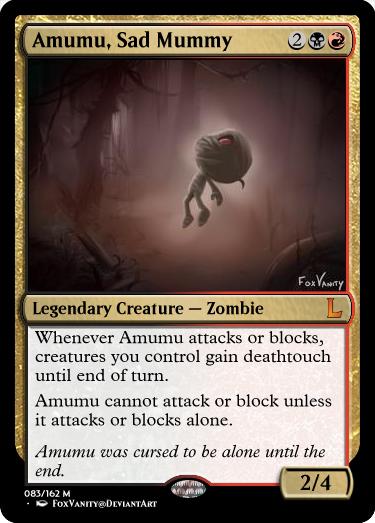 Amumu, Sad Mummy 2
FoxVanity
Legendary Creature — Zombie L
Whenever Amumu attacks or blocks,
creatures you control gain deathtouch
until end of turn.
Amumu cannot attack or block unless
it attacks or blocks alone.
Amumu was cursed to be alone until the
end.
2/4
083/162 M
· FoxVanity@DeviantArt